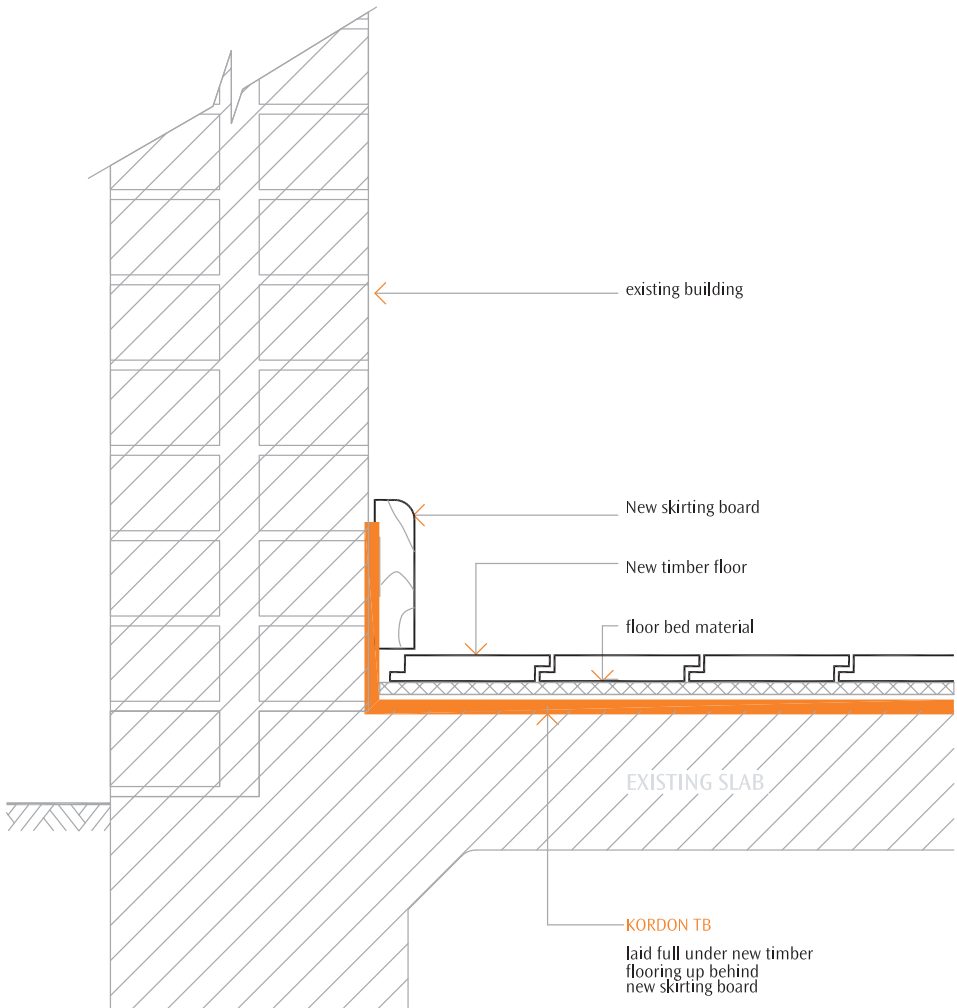 existing building
New skirting board
New timber floor
floor bed material
EXISTING SLAB
KORDON TB
laid full under new timber
flooring up behind
new skirting board